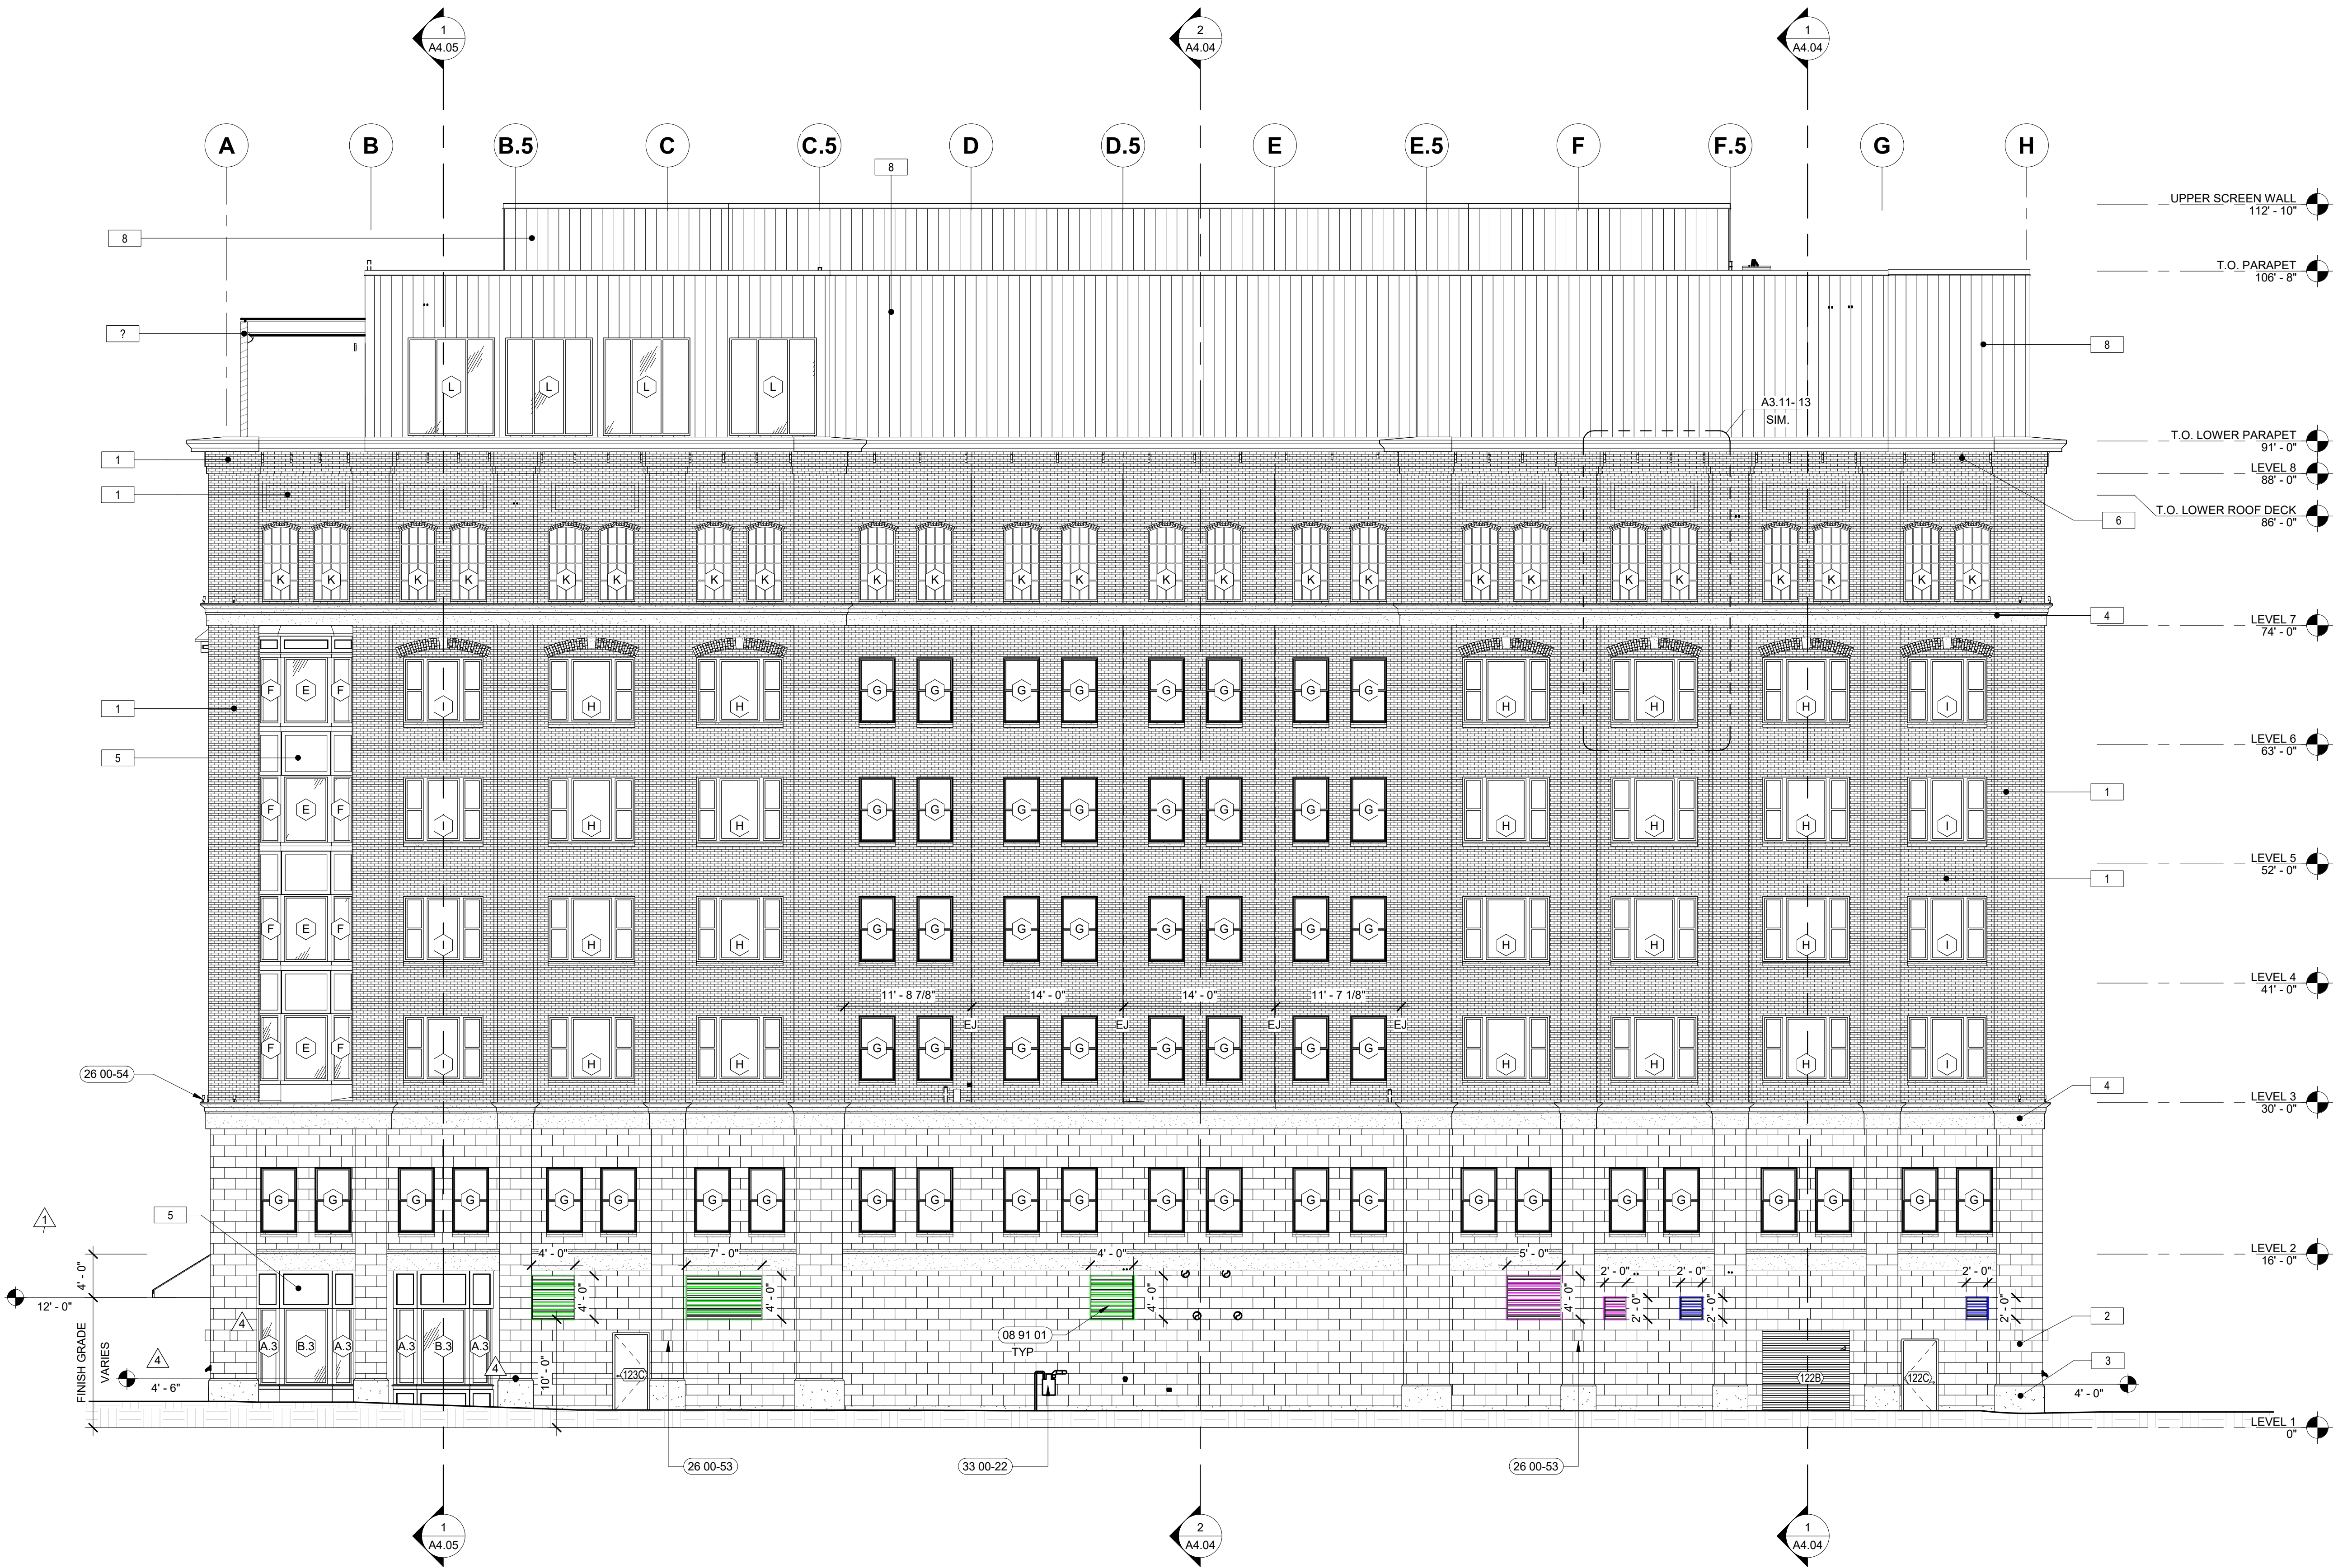 1
A4.05
2
A4.04
1
A4.04
A B B.5 C C.5 D D.5 E E.5 F F.5 G H
8
UPPER SCREEN WALL
112' - 10"
8
T.O. PARAPET
106' - 8"
?
8
L L L L
A3.11- 13
SIM.
T.O. LOWER PARAPET
91' - 0"
1
LEVEL 8
88' - 0"
1
T.O. LOWER ROOF DECK
86' - 0"
6
K K K K K K K K K K K K K K K K K K K K K K K K
4
LEVEL 7
74' - 0"
F E F I H H G G G G G G G G H H H I
1
LEVEL 6
63' - 0"
5
1
F E F I H H G G G G G G G G H H H I
LEVEL 5
52' - 0"
1
F E F I H H G G G G G G G G H H H I
LEVEL 4
41' - 0"
11' - 8 7/8" 14' - 0" 14' - 0" 11' - 7 1/8"
EJ EJ EJ EJ
F E F I H H G G G G G G G G H H H I
26 00-54
4
LEVEL 3
30' - 0"
G G G G G G G G G G G G G G G G G G G G G G G G
1
5
4' - 0" 7' - 0" 4' - 0" 5' - 0"
LEVEL 2
16' - 0"
4' - 0"
4' - 0" 4' - 0" 4' - 0" 4' - 0"
2' - 0" 2' - 0" 2' - 0"
2' - 0" 2' - 0" 2' - 0"
12' - 0"
4
08 91 01
TYP
2
FINISH GRADE
VARIES
A.3 B.3 A.3 A.3 B.3 A.3
4
4
3
4' - 6"
10' - 0"
123C
122B
122C
4' - 0"
LEVEL 1
0"
26 00-53
33 00-22
26 00-53
1
A4.05
2
A4.04
1
A4.04